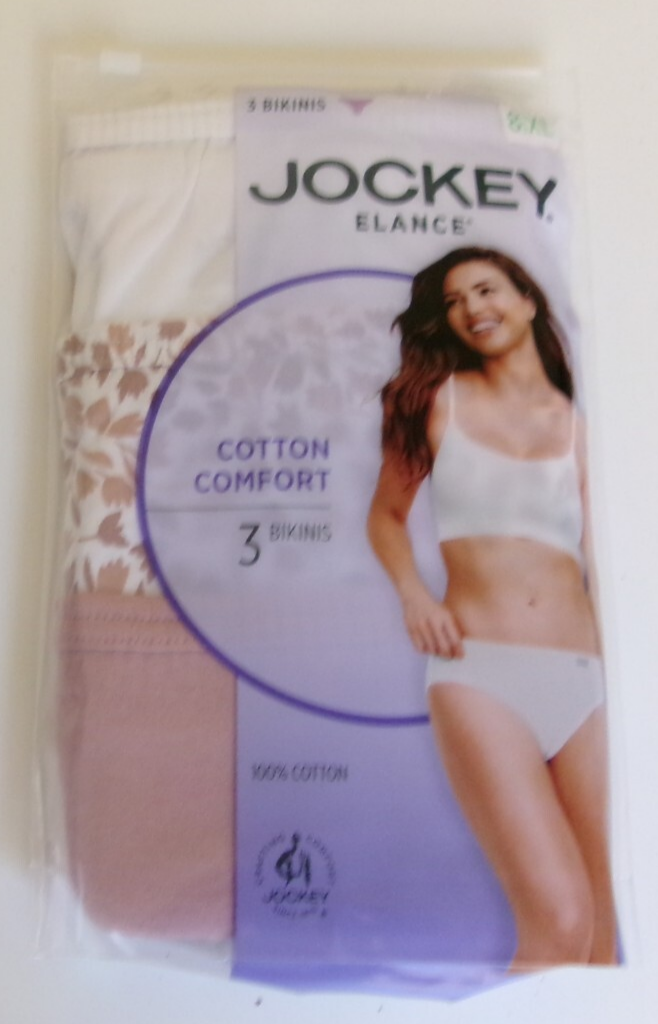 3 BIKINIS
JOCKEY
ELANCE®
COTTON
COMFORT
3 BIKINIS
100% COTTON
JOCKEY